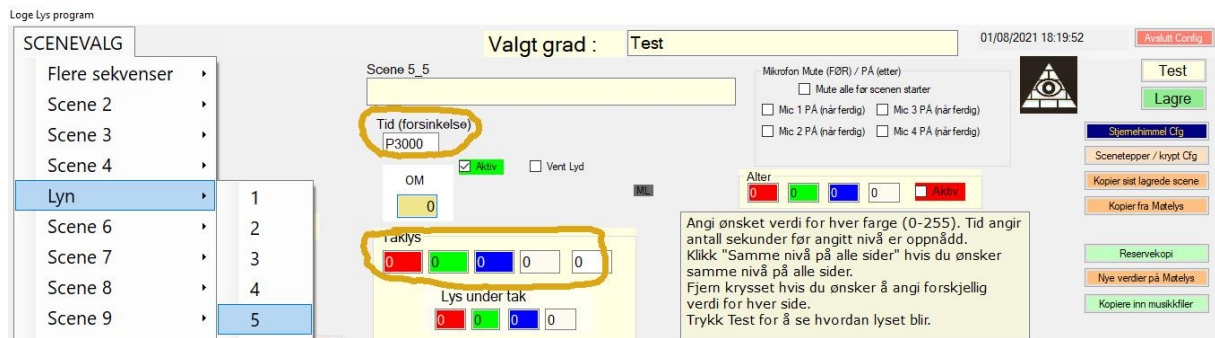 Loge Lys program
SCENEVALG
Valgt grad :
Test
01/08/2021 18:19:52
Avslutt Config
Flere sekvenser
Scene 2
Scene 3
Scene 4
Lyn
Scene 6
Scene 7
Scene 8
Scene 9
1
2
3
4
5
Scene 5_5
Tid (forsinkelse)
P3000
Aktiv
Vent Lyd
OM
0
ML
Taklys
0 0 0 0 0
Lys under tak
0 0 0 0
Mikrofon Mute (FØR) / PÅ (etter)
Mute alle før scenen starter
Mic 1 PÅ (når ferdig) Mic 3 PÅ (når ferdig)
Mic 2 PÅ (når ferdig) Mic 4 PÅ (når ferdig)
Alter
0 0 0 0 Aktiv
Angi ønsket verdi for hver farge (0-255). Tid angir
antall sekunder før angitt nivå er oppnådd.
Klikk "Samme nivå på alle sider" hvis du ønsker
samme nivå på alle sider.
Fjern krysset hvis du ønsker å angi forskjellig
verdi for hver side.
Trykk Test for å se hvordan lyset blir.
Test
Lagre
Stjernehimmel Cfg
Scenetepper / krypt Cfg
Kopier sist lagrede scene
Kopier fra Møtelys
Reservekopi
Nye verdier på Møtelys
Kopiere inn musikkfiler